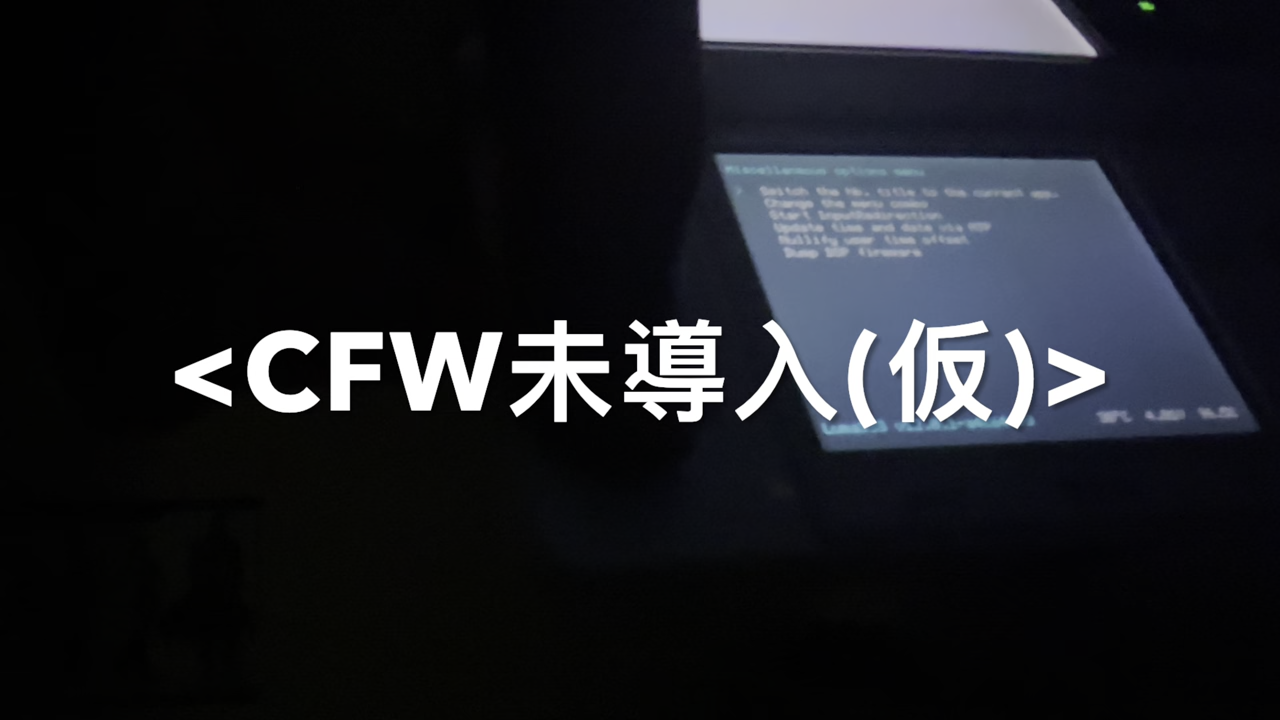 Miscellaneous options menu
Switch the hb. title to the current app.
Change the menu combo
Start InputRedirection
Update time and date via NTP
Nullify user time offset
Dump DSP firmware
<CFW未導入(仮)>